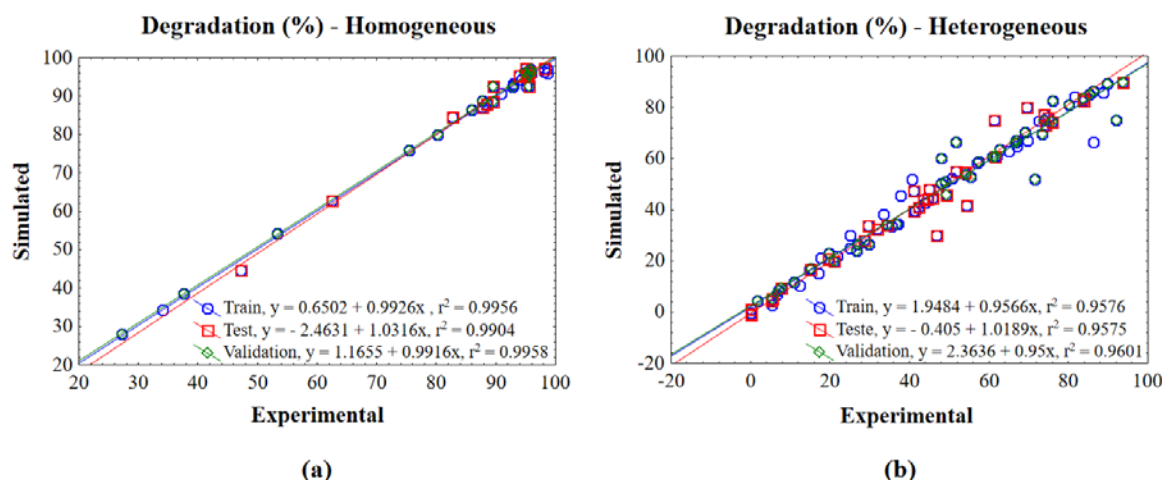 Degradation (%) - Homogeneous
100
90
80
70
60
50
40
30
20
Simulated
Train, y = 0.6502 + 0.9926x , r² = 0.9956
Test, y = - 2.4631 + 1.0316x, r² = 0.9904
Validation, y = 1.1655 + 0.9916x, r² = 0.9958
20 30 40 50 60 70 80 90 100
Experimental
(a)
Degradation (%) - Heterogeneous
100
80
60
40
20
0
-20
Simulated
Train, y = 1.9484 + 0.9566x, r² = 0.9576
Teste, y = - 0.405 + 1.0189x, r² = 0.9575
Validation, y = 2.3636 + 0.95x, r² = 0.9601
-20 0 20 40 60 80 100
Experimental
(b)